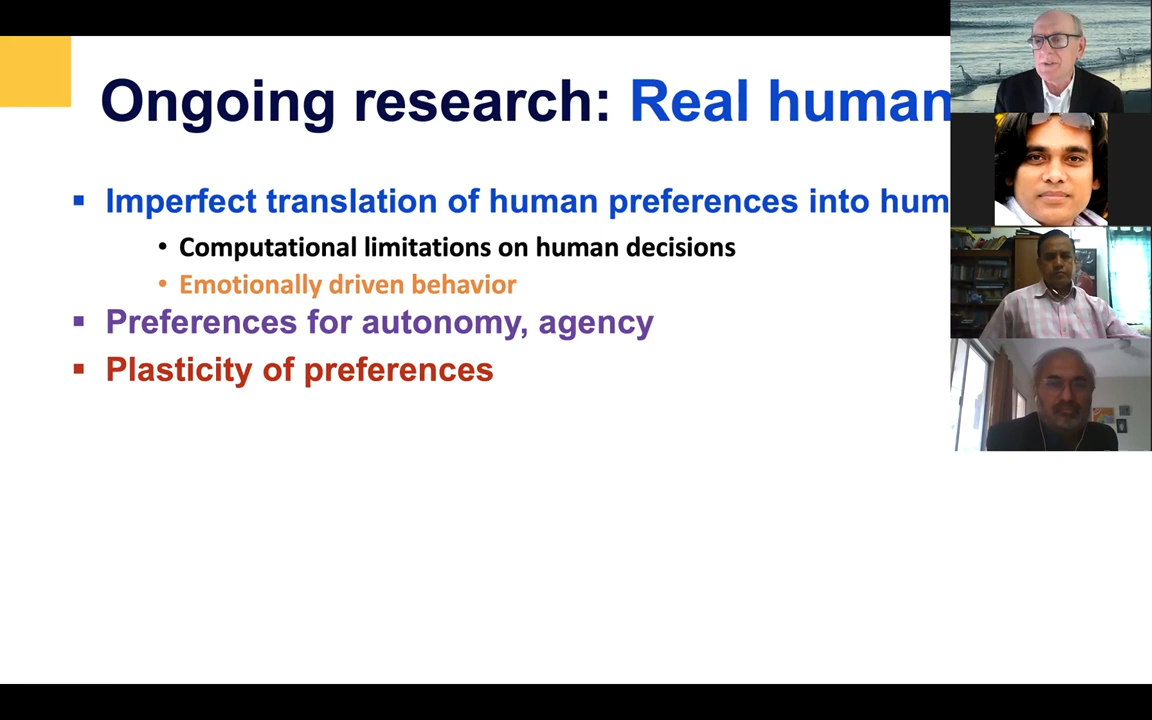 Ongoing research: Real human
Imperfect translation of human preferences into hum
• Computational limitations on human decisions
• Emotionally driven behavior
Preferences for autonomy, agency
Plasticity of preferences